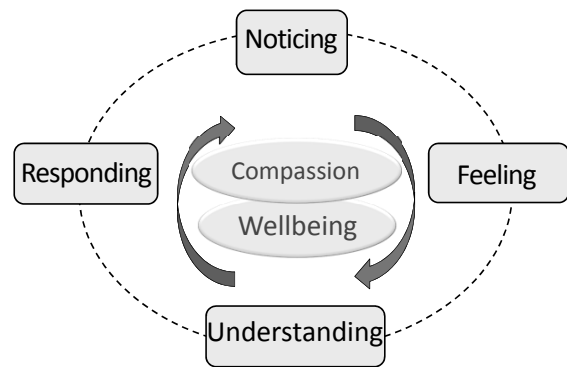 Noticing
Responding
Compassion
Feeling
Wellbeing
Understanding